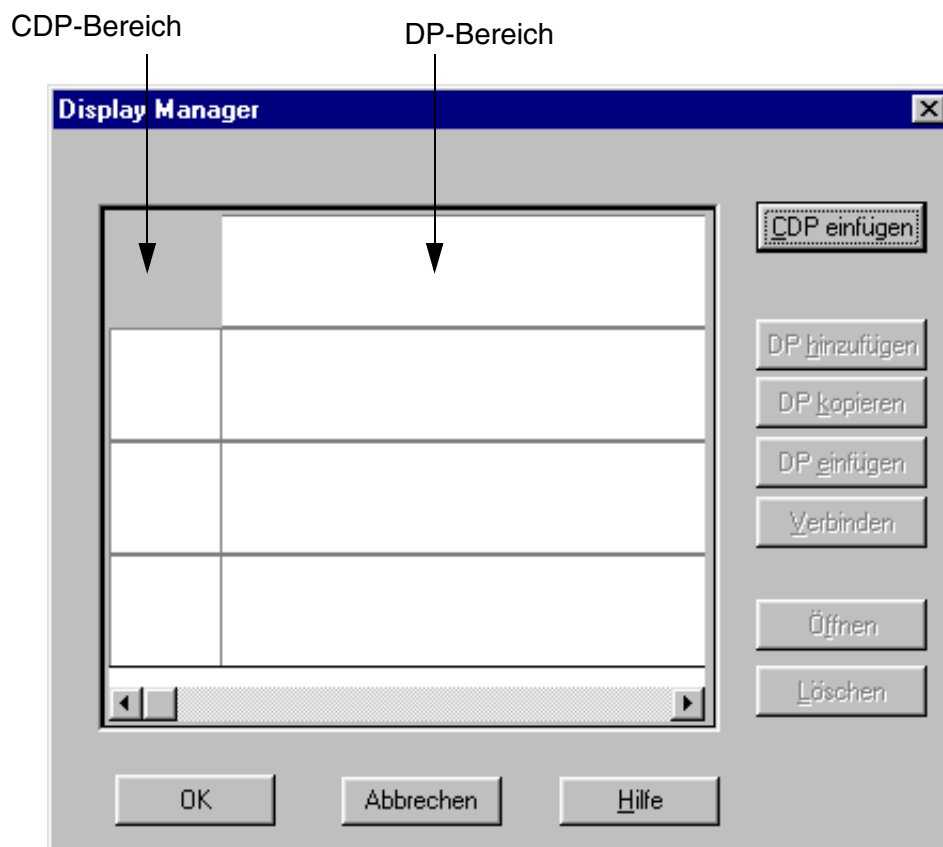 CDP-Bereich
DP-Bereich
Display Manager
CDP einfügen
DP hinzufügen
DP kopieren
DP einfügen
Verbinden
Öffnen
Löschen
OK
Abbrechen
Hilfe